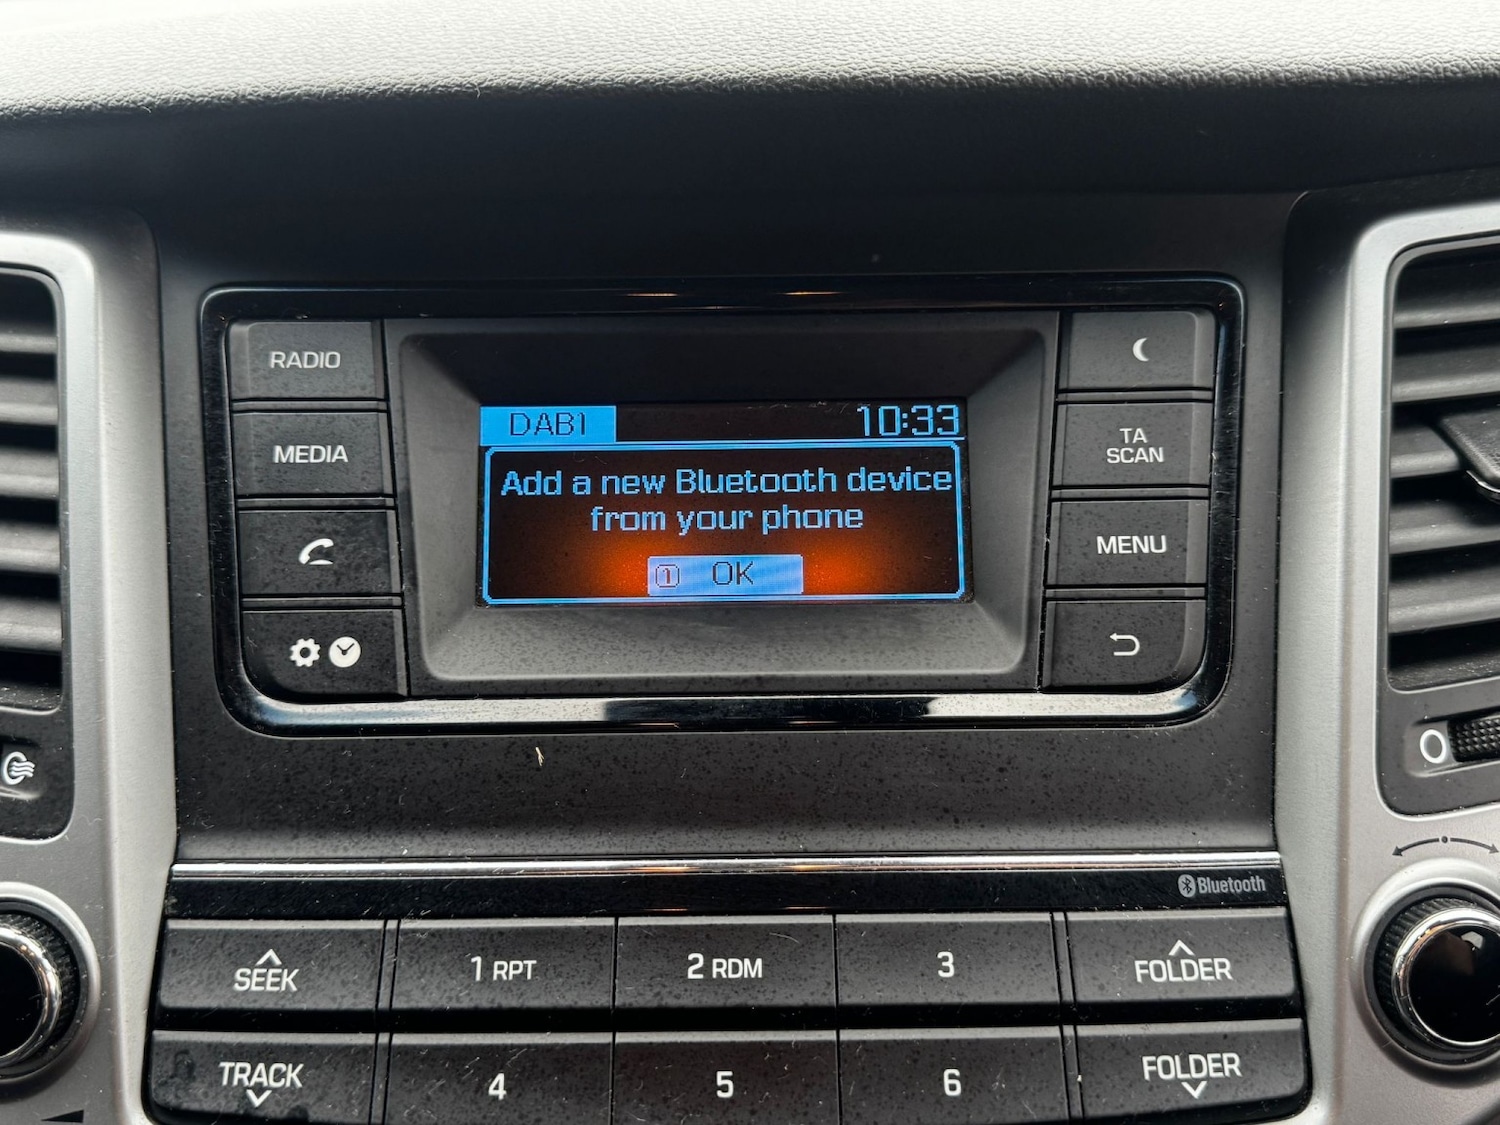 RADIO
MEDIA
DAB1 10:33
Add a new Bluetooth device
from your phone
1 OK
TA
SCAN
MENU
Bluetooth
SEEK
1 RPT
2 RDM
3
FOLDER
TRACK
4
5
6
FOLDER